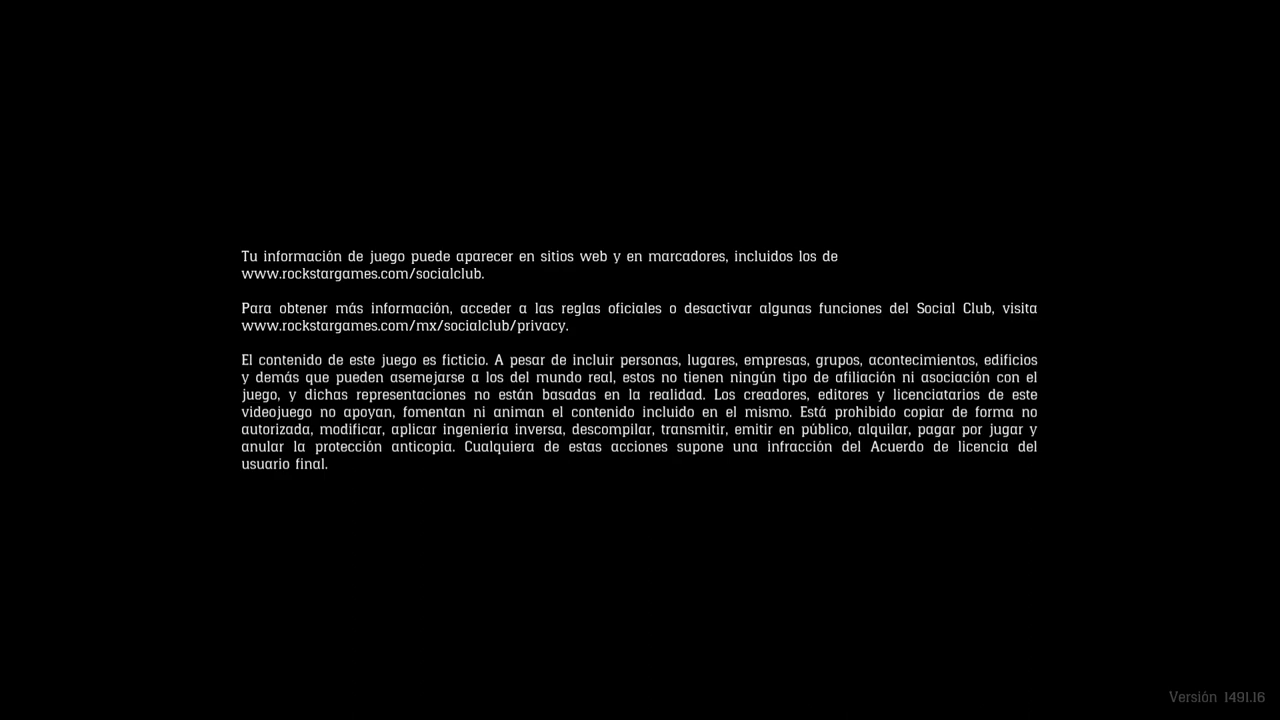 Tu información de juego puede aparecer en sitios web y en marcadores, incluidos los de
www.rockstargames.com/socialclub.
Para obtener más información, acceder a las reglas oficiales o desactivar algunas funciones del Social Club, visita
www.rockstargames.com/mx/socialclub/privacy.
El contenido de este juego es ficticio. A pesar de incluir personas, lugares, empresas, grupos, acontecimientos, edificios
y demás que pueden asemejarse a los del mundo real, estos no tienen ningún tipo de afiliación ni asociación con el
juego, y dichas representaciones no están basadas en la realidad. Los creadores, editores y licenciatarios de este
videojuego no apoyan, fomentan ni animan el contenido incluido en el mismo. Está prohibido copiar de forma no
autorizada, modificar, aplicar ingeniería inversa, descompilar, transmitir, emitir en público, alquilar, pagar por jugar y
anular la protección anticopia. Cualquiera de estas acciones supone una infracción del Acuerdo de licencia del
usuario final.
Versión 1491.16